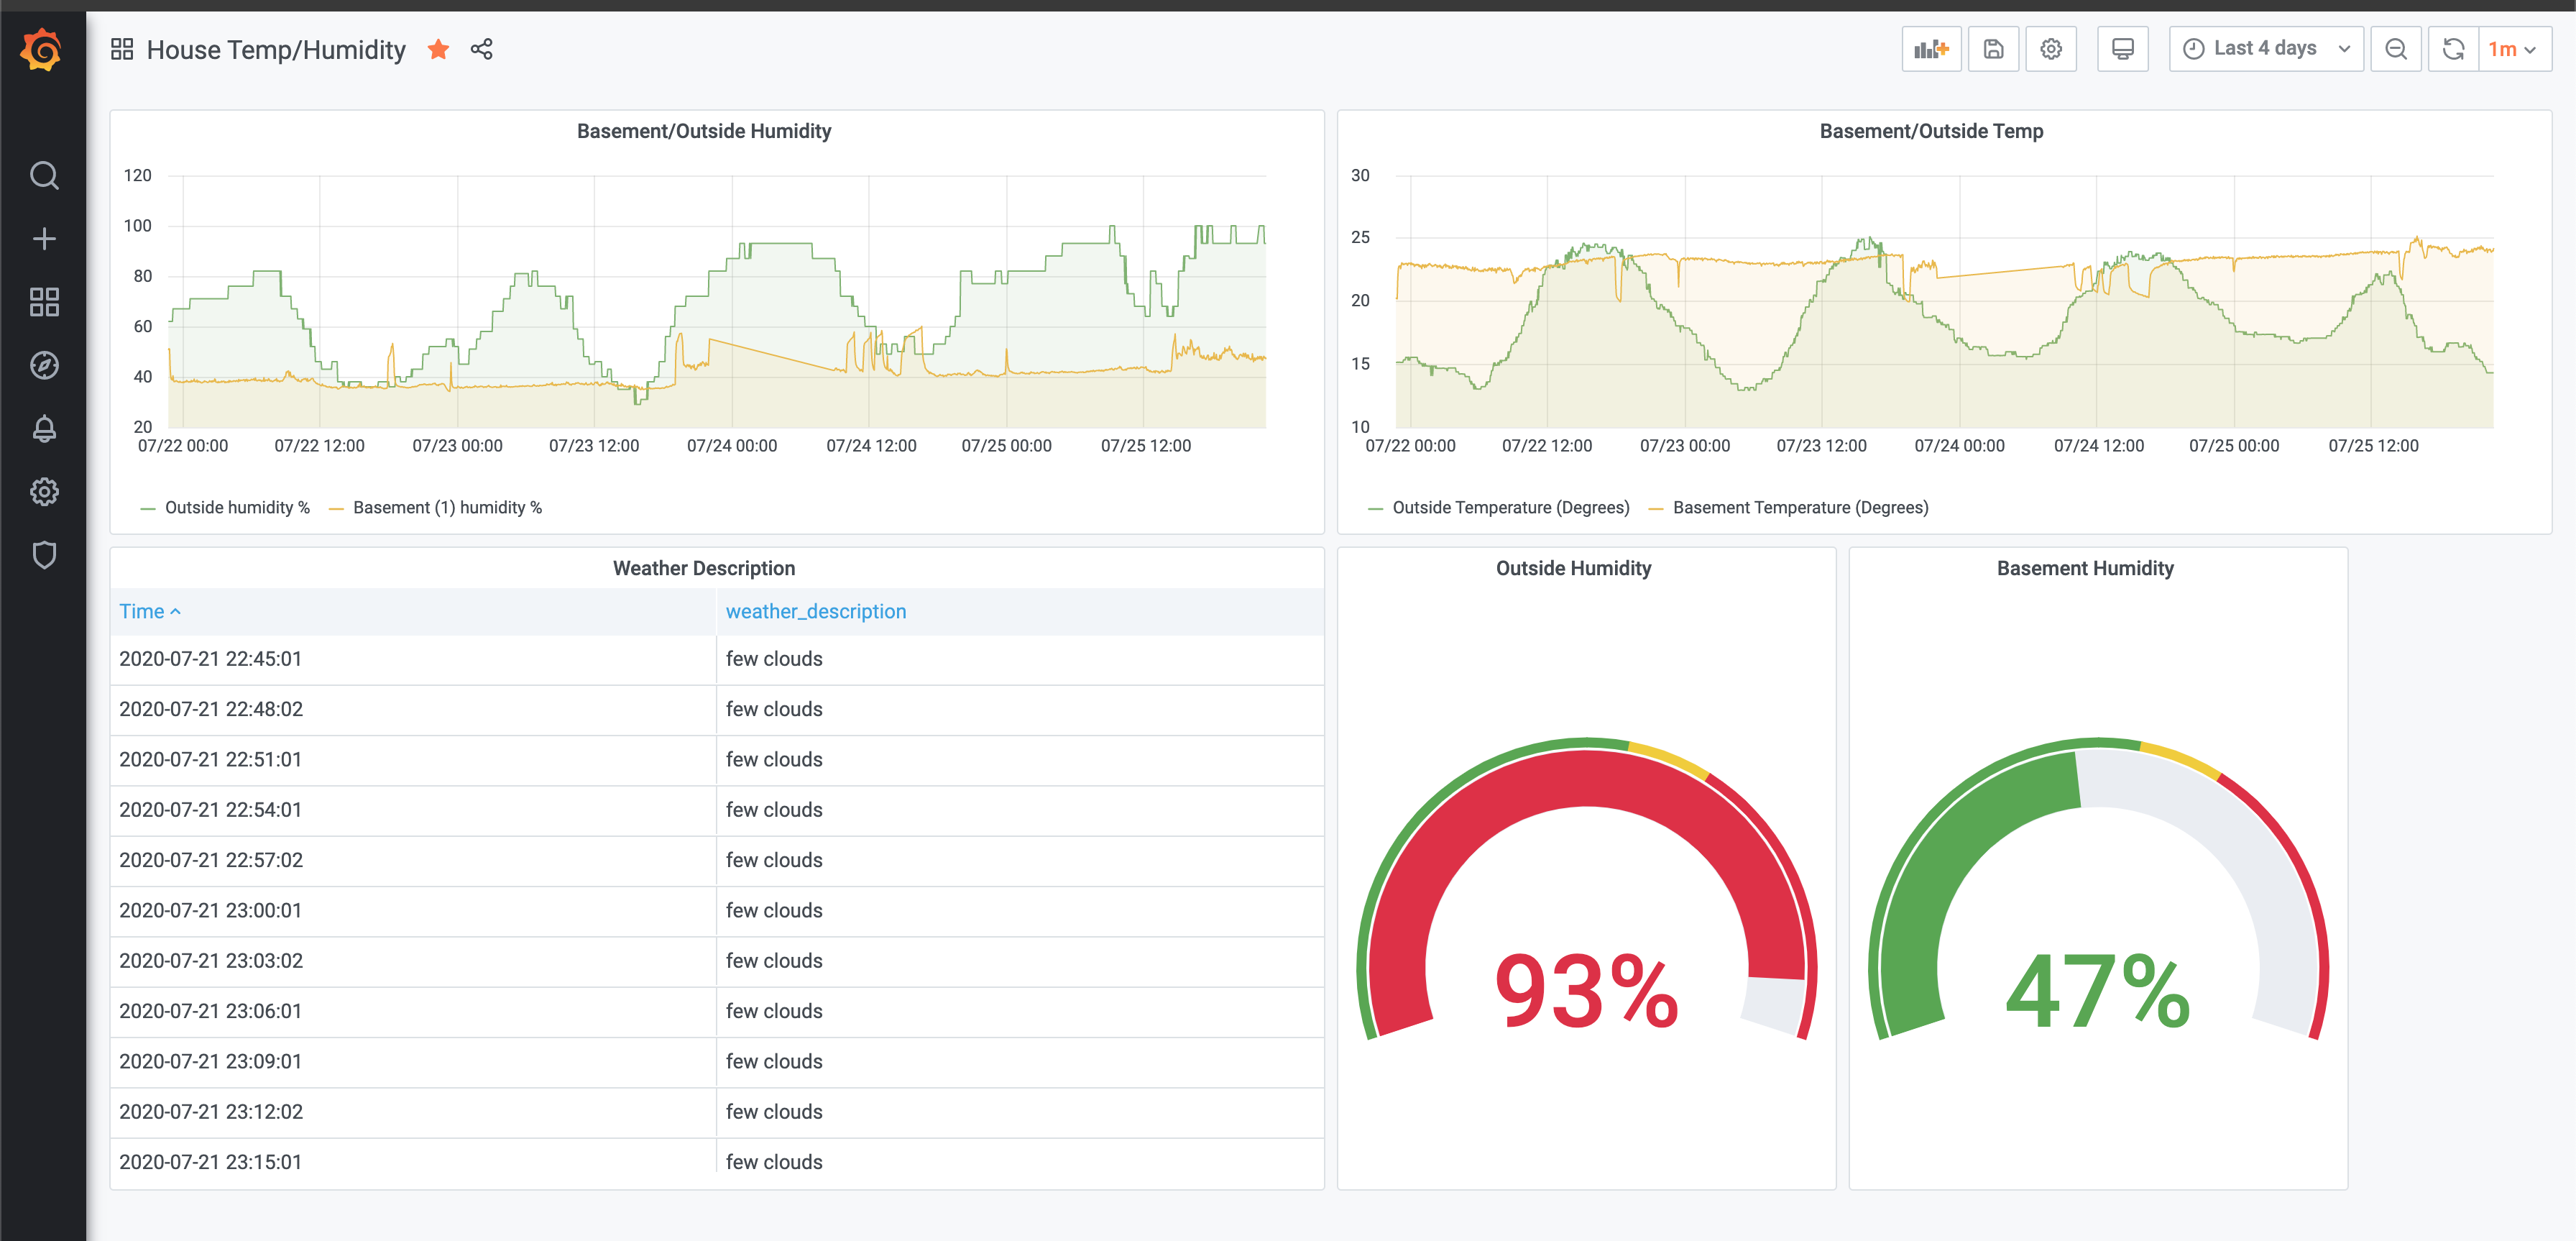 House Temp/Humidity
Last 4 days
1m
Basement/Outside Humidity
120
100
80
60
40
20
07/22 00:00 07/22 12:00 07/23 00:00 07/23 12:00 07/24 00:00 07/24 12:00 07/25 00:00 07/25 12:00
Outside humidity % Basement (1) humidity %
Basement/Outside Temp
30
25
20
15
10
07/22 00:00 07/22 12:00 07/23 00:00 07/23 12:00 07/24 00:00 07/24 12:00 07/25 00:00 07/25 12:00
Outside Temperature (Degrees) Basement Temperature (Degrees)
Weather Description
Time weather_description
2020-07-21 22:45:01 few clouds
2020-07-21 22:48:02 few clouds
2020-07-21 22:51:01 few clouds
2020-07-21 22:54:01 few clouds
2020-07-21 22:57:02 few clouds
2020-07-21 23:00:01 few clouds
2020-07-21 23:03:02 few clouds
2020-07-21 23:06:01 few clouds
2020-07-21 23:09:01 few clouds
2020-07-21 23:12:02 few clouds
2020-07-21 23:15:01 few clouds
Outside Humidity
93%
Basement Humidity
47%